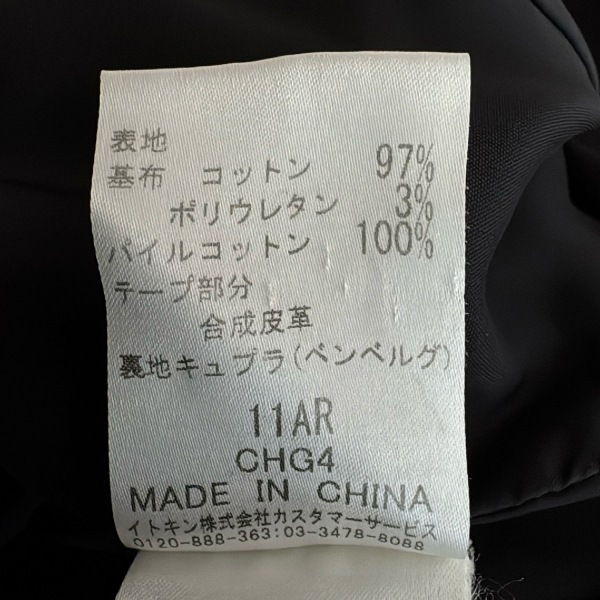 表地
基布 コットン 97%
ポリウレタン 3%
パイルコットン 100%
テープ部分
合成皮革
裏地キュプラ(ベンベルグ)
11AR
CHG4
MADE IN CHINA
イトキン株式会社カスタマーサービス
0120-888-363:03-3478-8088